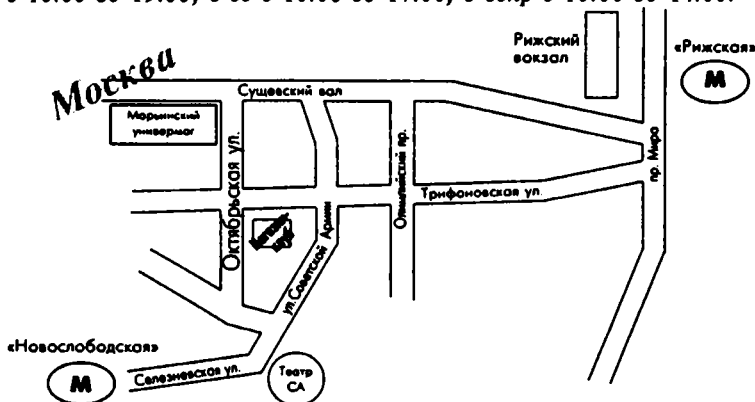 с 10.00 до 19.00, в сб с 10.00 до 17.00, в вскр с 10.00 до 14.00.
Москва
Рижский
вокзал
«Рижская»
М
Сущевский вал
Марьинский
универмаг
Октябрьская ул.
Олимпийский пр.
пр. Мира
Трифоновская ул.
ул. Советской Армии
«Новослободская»
М
Селезневская ул.
Театр
СА